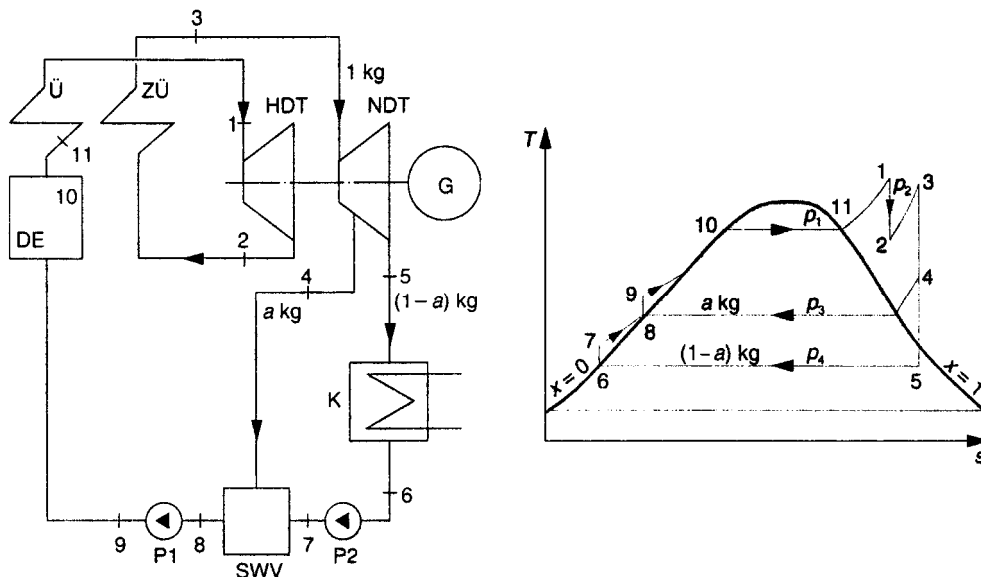 3
1 kg
Ü
ZÜ
HDT
NDT
1
11
10
DE
G
2
4
a kg
5
(1 – a) kg
K
6
9
P1
8
SWV
7
P2
T
1
p₂
3
10
p₁
11
2
4
9
a kg
p₃
8
7
(1 – a) kg
p₄
6
5
x = 0
x = 1
s